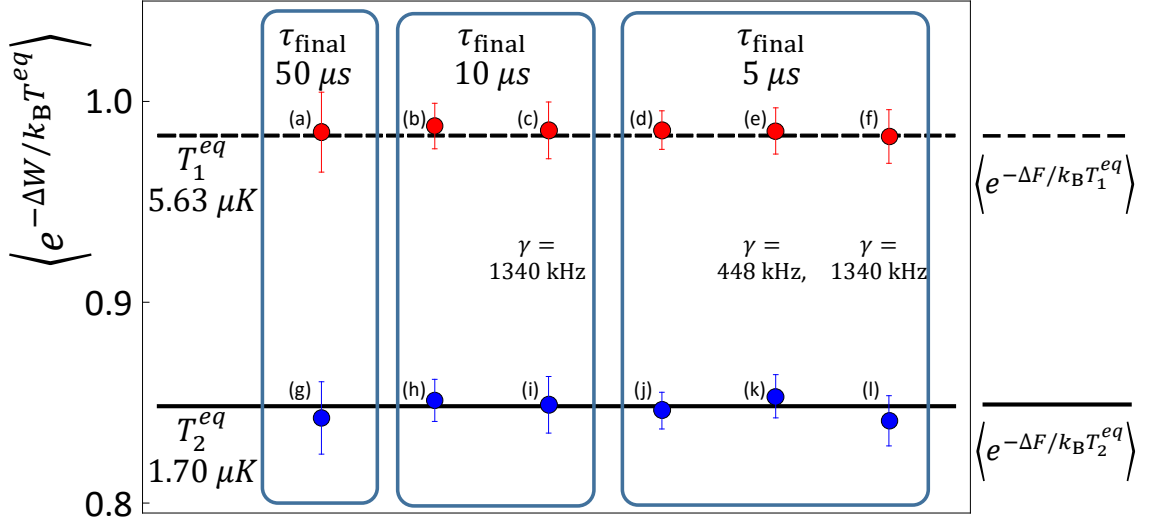 ⟨e^{-ΔW/k_B T^{eq}}⟩
1.0
0.9
0.8
τ_final
50 μs
τ_final
10 μs
τ_final
5 μs
(a)
(b)
(c)
(d)
(e)
(f)
T_1^{eq}
5.63 μK
⟨e^{-ΔF/k_B T_1^{eq}}⟩
γ =
1340 kHz
γ =
448 kHz,
γ =
1340 kHz
(g)
(h)
(i)
(j)
(k)
(l)
T_2^{eq}
1.70 μK
⟨e^{-ΔF/k_B T_2^{eq}}⟩